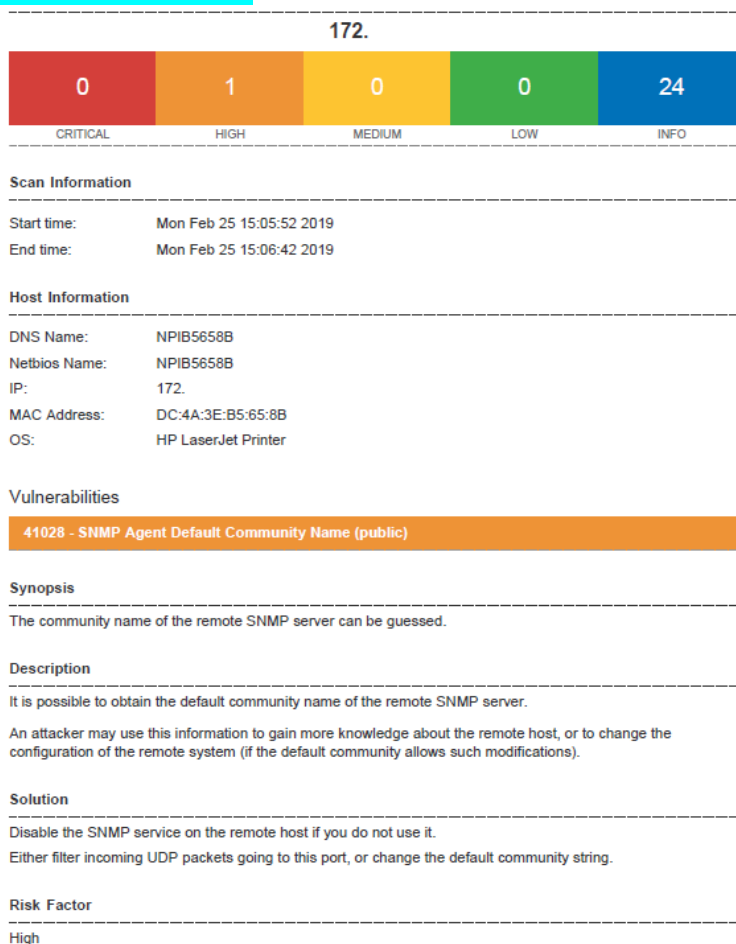 172.
0 1 0 0 24
CRITICAL HIGH MEDIUM LOW INFO
Scan Information
Start time: Mon Feb 25 15:05:52 2019
End time: Mon Feb 25 15:06:42 2019
Host Information
DNS Name: NPIB5658B
Netbios Name: NPIB5658B
IP: 172.
MAC Address: DC:4A:3E:B5:65:8B
OS: HP LaserJet Printer
Vulnerabilities
41028 - SNMP Agent Default Community Name (public)
Synopsis
The community name of the remote SNMP server can be guessed.
Description
It is possible to obtain the default community name of the remote SNMP server.
An attacker may use this information to gain more knowledge about the remote host, or to change the
configuration of the remote system (if the default community allows such modifications).
Solution
Disable the SNMP service on the remote host if you do not use it.
Either filter incoming UDP packets going to this port, or change the default community string.
Risk Factor
High